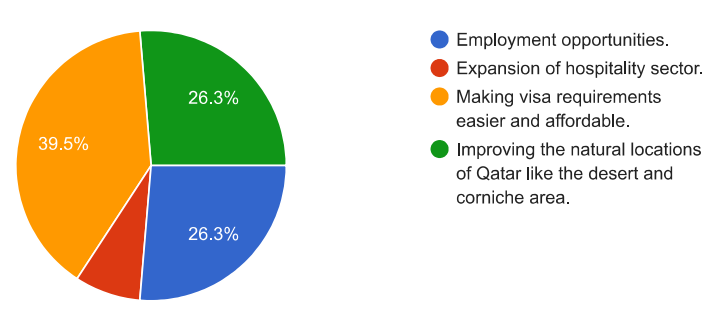 26.3%
39.5%
26.3%
Employment opportunities.
Expansion of hospitality sector.
Making visa requirements
easier and affordable.
Improving the natural locations
of Qatar like the desert and
corniche area.